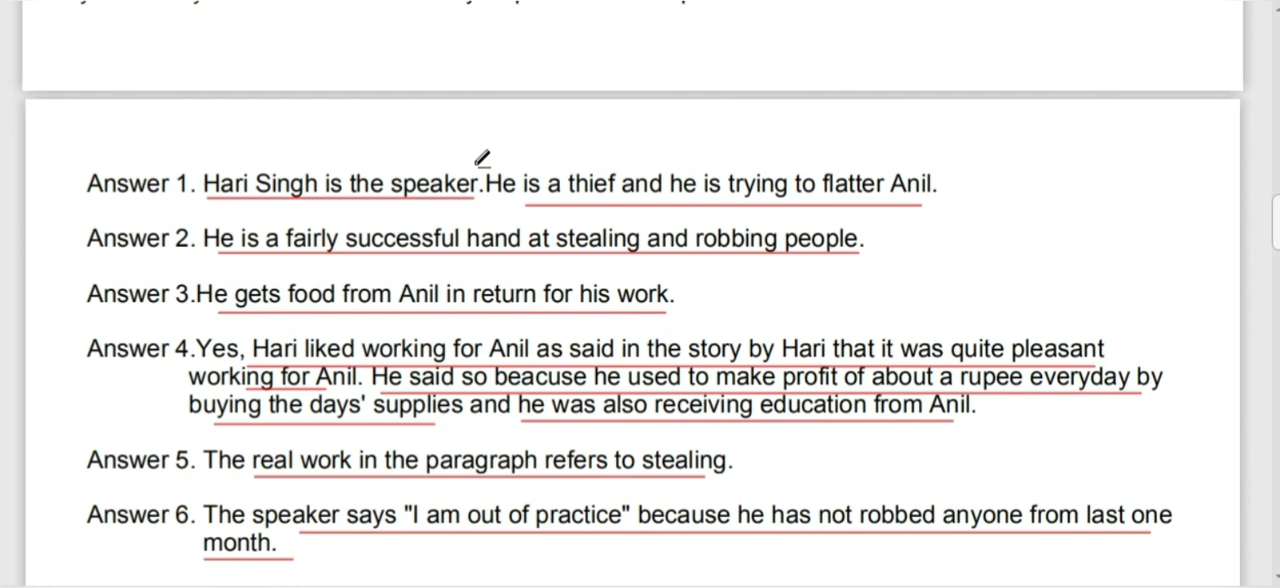 Answer 1. Hari Singh is the speaker.He is a thief and he is trying to flatter Anil.
Answer 2. He is a fairly successful hand at stealing and robbing people.
Answer 3.He gets food from Anil in return for his work.
Answer 4.Yes, Hari liked working for Anil as said in the story by Hari that it was quite pleasant
working for Anil. He said so beacuse he used to make profit of about a rupee everyday by
buying the days' supplies and he was also receiving education from Anil.
Answer 5. The real work in the paragraph refers to stealing.
Answer 6. The speaker says "I am out of practice" because he has not robbed anyone from last one
month.